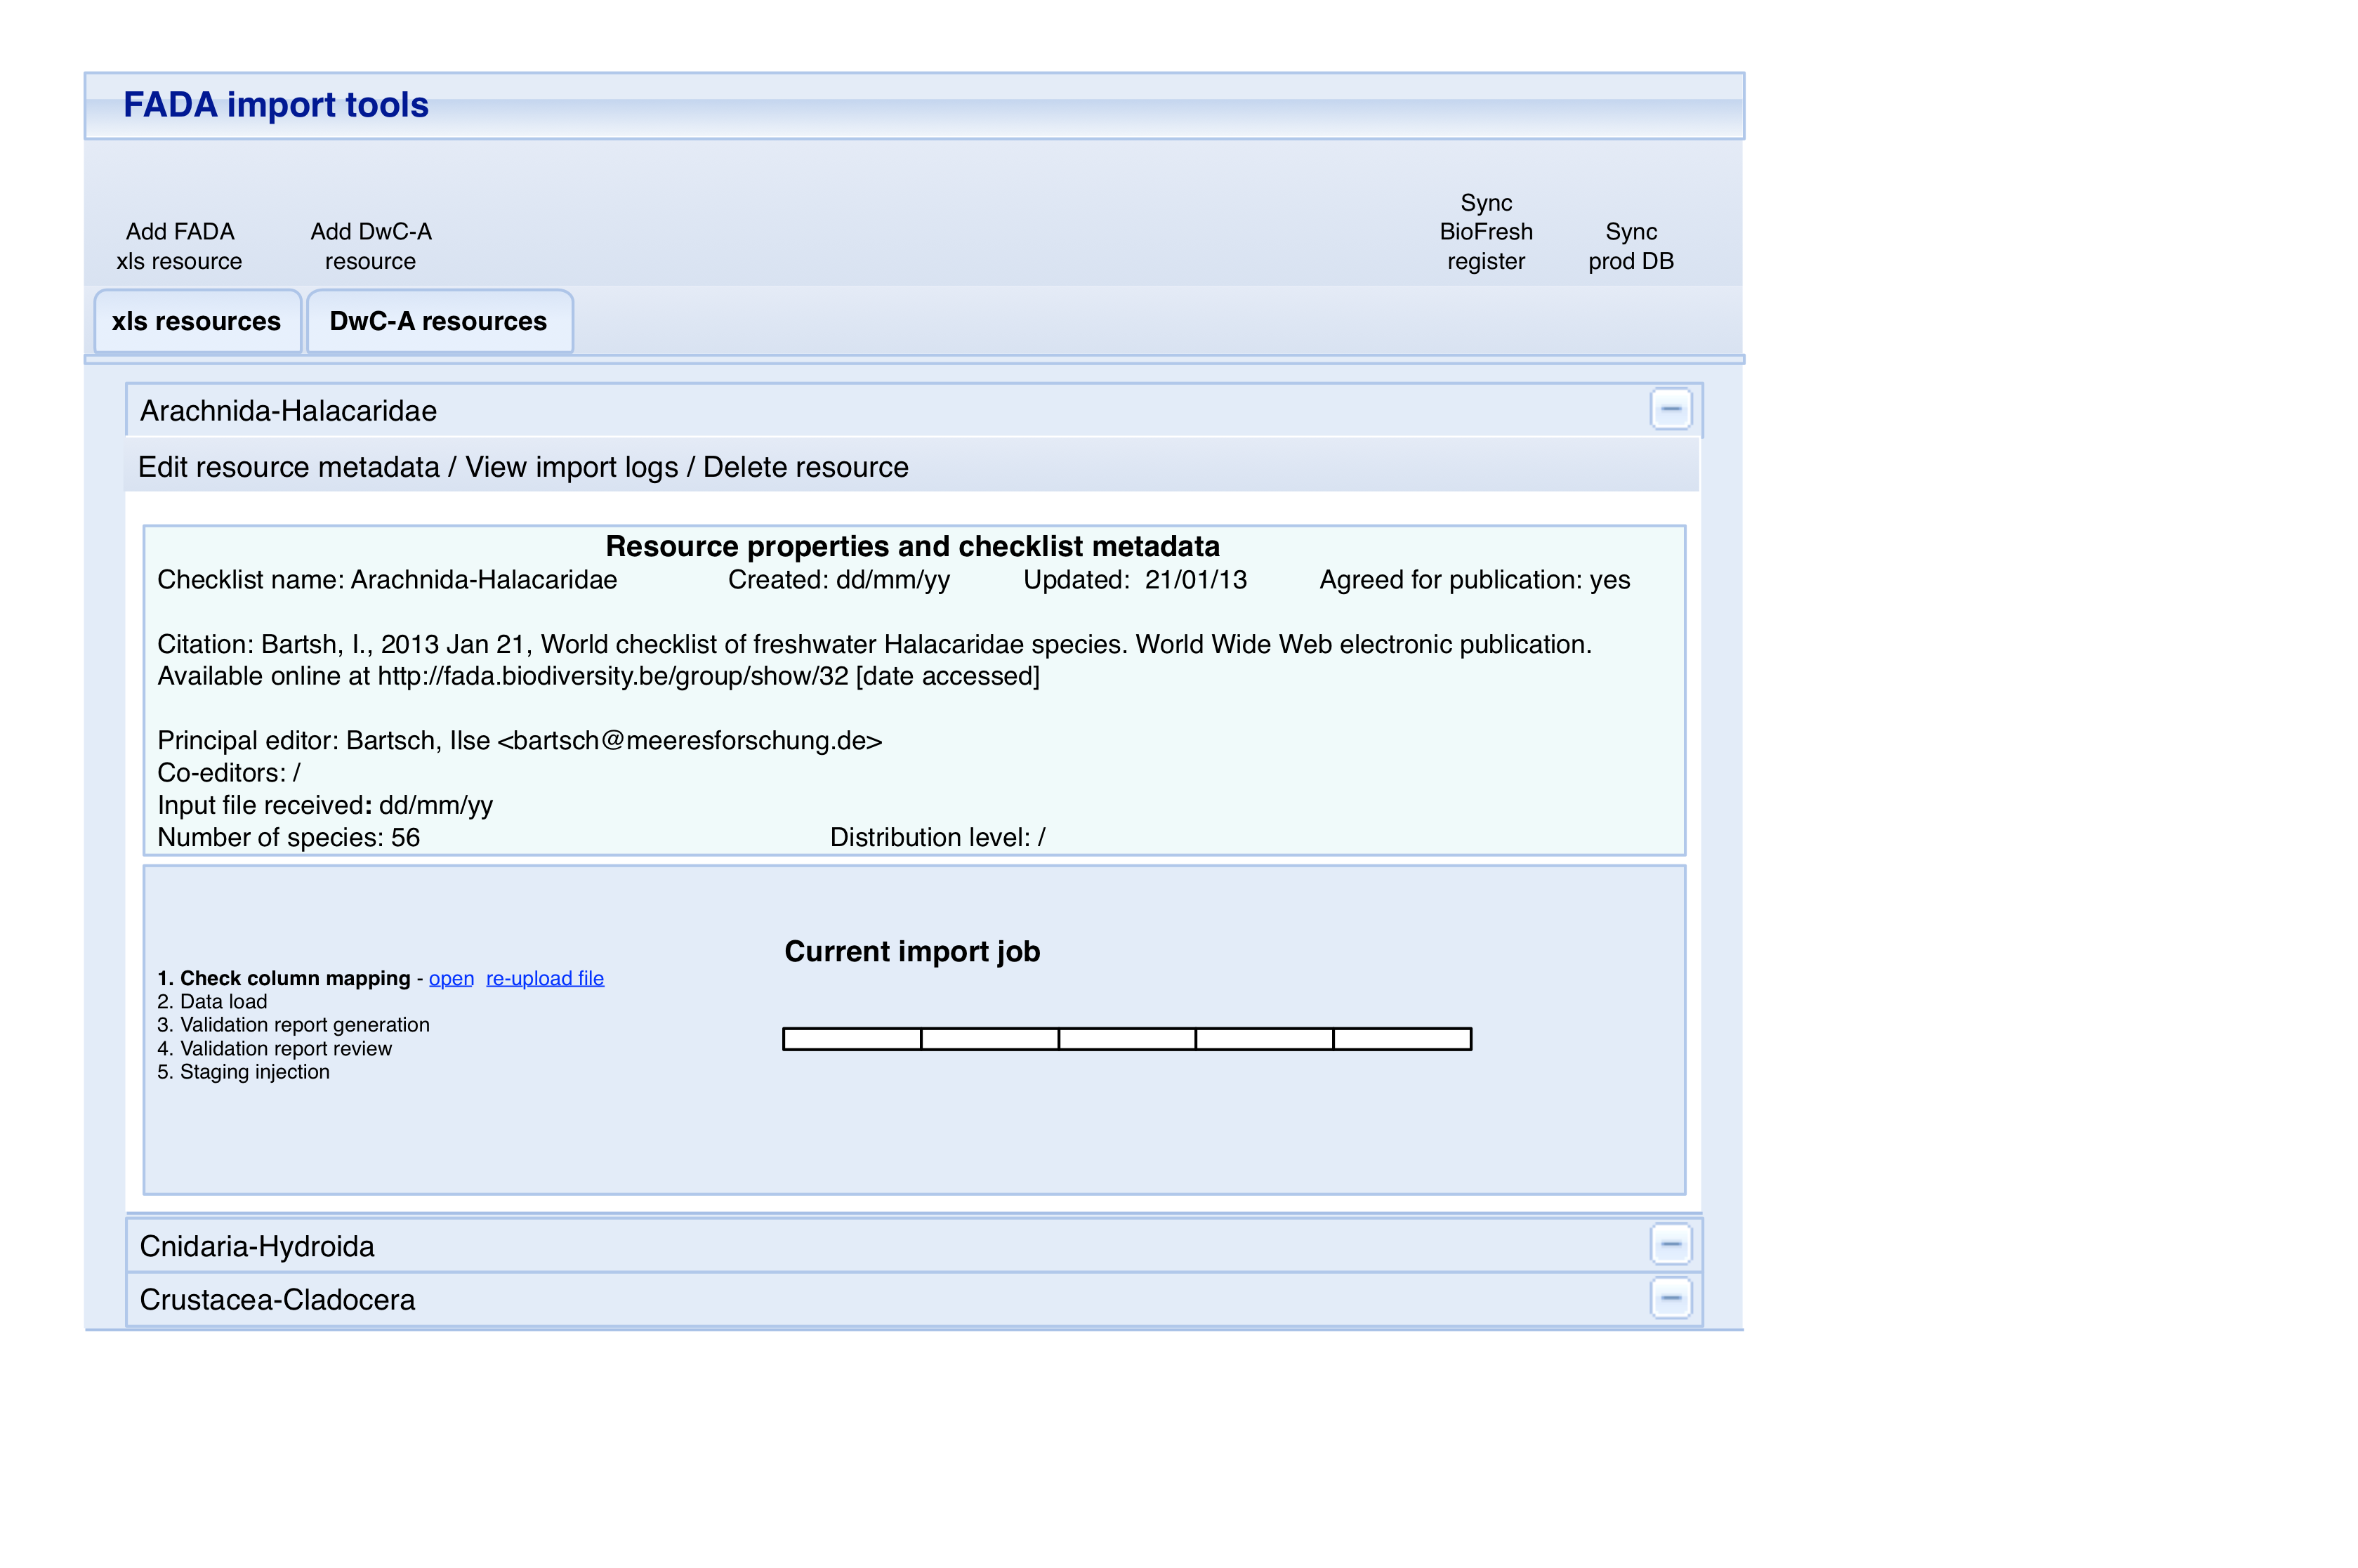 FADA import tools
Add FADA
xls resource
Add DwC-A
resource
Sync
BioFresh
register
Sync
prod DB
xls resources
DwC-A resources
Arachnida-Halacaridae
Edit resource metadata / View import logs / Delete resource
Resource properties and checklist metadata
Checklist name: Arachnida-Halacaridae Created: dd/mm/yy Updated: 21/01/13 Agreed for publication: yes
Citation: Bartsh, I., 2013 Jan 21, World checklist of freshwater Halacaridae species. World Wide Web electronic publication.
Available online at http://fada.biodiversity.be/group/show/32 [date accessed]
Principal editor: Bartsch, Ilse <bartsch@meeresforschung.de>
Co-editors: /
Input file received: dd/mm/yy
Number of species: 56 Distribution level: /
Current import job
1. Check column mapping - open re-upload file
2. Data load
3. Validation report generation
4. Validation report review
5. Staging injection
Cnidaria-Hydroida
Crustacea-Cladocera